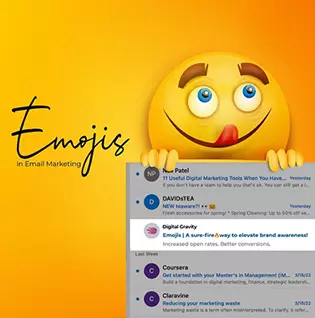 Emojis
in Email Marketing
NP
Patel
11 Useful Digital Marketing Tools When You Have...
Yesterday
If you don't have a team to help you that's ok. You can still get a l
D
DAVIDsTEA
NEW teaware?! 👀 😍
Yesterday
Fresh accessories for spring! * Spring Cleaning: Up to 50% off se
Digital Gravity
Emojis | A sure-fire🔥way to elevate brand awareness!
Increased open rates. Better conversions.
Last Week
C
Coursera
Get started with your Master's in Management (iM...
3/18/22
Build a foundation in digital marketing, finance, strategic leadersh
C
Claravine
Reducing your marketing waste
3/15/22
Marketing waste is a term often misinterpreted. To clarify, it